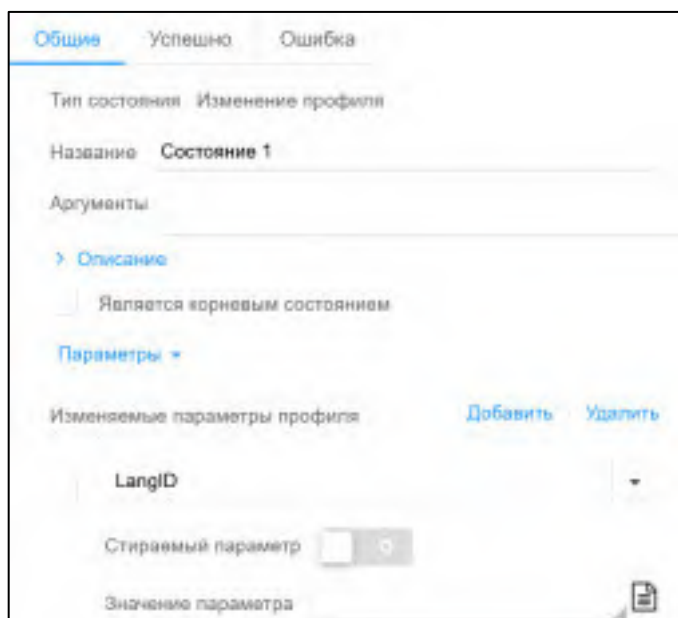 Общие Успешно Ошибка
Тип состояния Изменение профиля
Название Состояние 1
Аргументы
> Описание
Является корневым состоянием
Параметры
Изменяемые параметры профиля Добавить Удалить
LangID
Стираемый параметр
Значение параметра